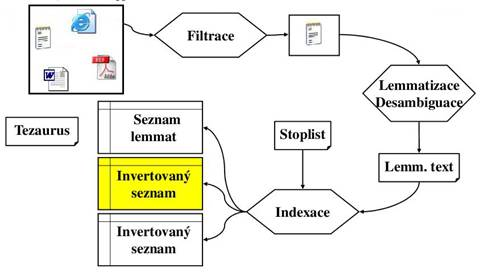 Filtrace
Lemmatizace
Desambiguace
Tezaurus
Seznam
lemmat
Stoplist
Lemm. text
Invertovaný
seznam
Indexace
Invertovaný
seznam